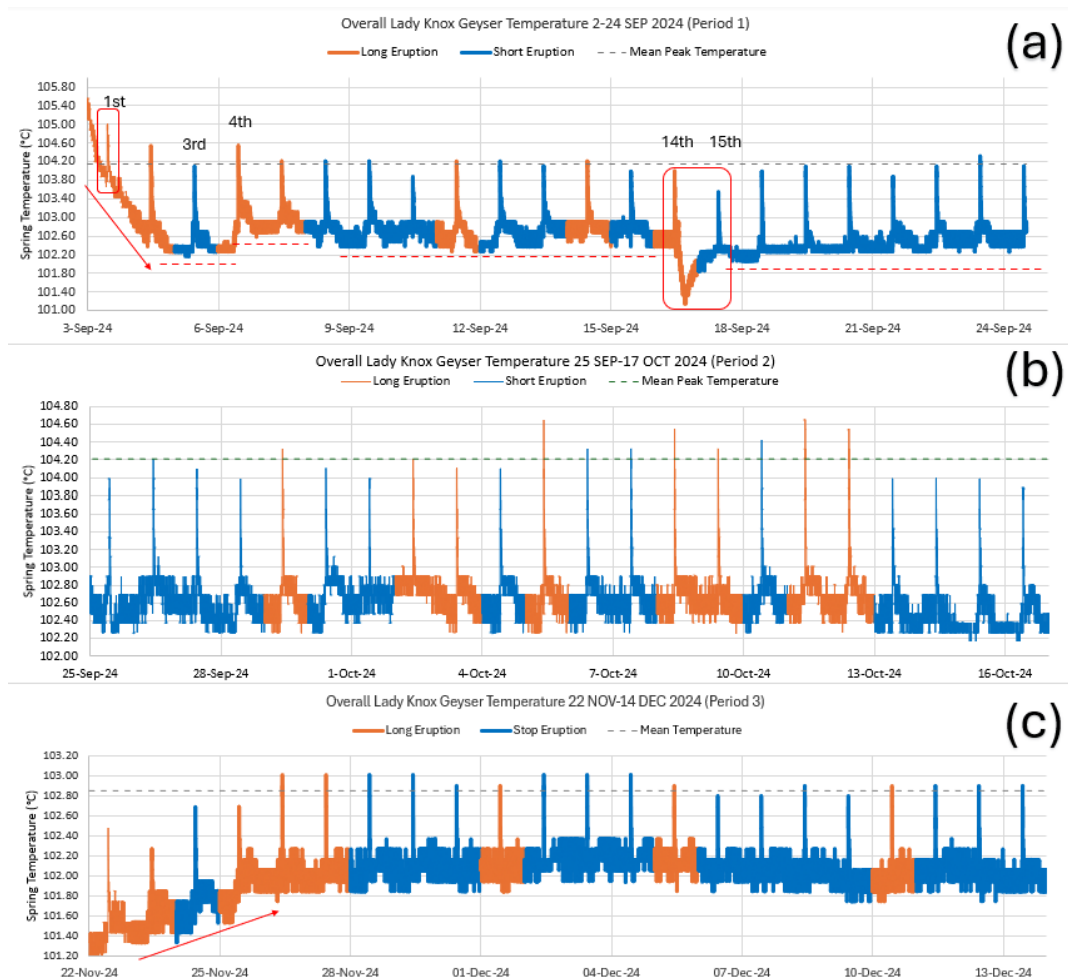 Overall Lady Knox Geyser Temperature 2-24 SEP 2024 (Period 1)
(a)
Long Eruption Short Eruption Mean Peak Temperature
Spring Temperature (°C)
105.80
105.40
105.00
104.60
104.20
103.80
103.40
103.00
102.60
102.20
101.80
101.40
101.00
1st
3rd
4th
14th
15th
3-Sep-24 6-Sep-24 9-Sep-24 12-Sep-24 15-Sep-24 18-Sep-24 21-Sep-24 24-Sep-24
Overall Lady Knox Geyser Temperature 25 SEP-17 OCT 2024 (Period 2)
(b)
Long Eruption Short Eruption Mean Peak Temperature
Spring Temperature (°C)
104.80
104.60
104.40
104.20
104.00
103.80
103.60
103.40
103.20
103.00
102.80
102.60
102.40
102.20
102.00
25-Sep-24 28-Sep-24 1-Oct-24 4-Oct-24 7-Oct-24 10-Oct-24 13-Oct-24 16-Oct-24
Overall Lady Knox Geyser Temperature 22 NOV-14 DEC 2024 (Period 3)
(c)
Long Eruption Stop Eruption Mean Temperature
Spring Temperature (°C)
103.20
102.80
102.40
102.00
101.60
101.20
22-Nov-24 25-Nov-24 28-Nov-24 01-Dec-24 04-Dec-24 07-Dec-24 10-Dec-24 13-Dec-24